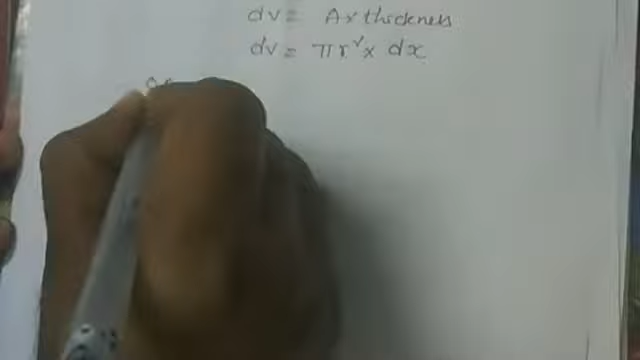 dv = A x thickness
dv = πr² x dx